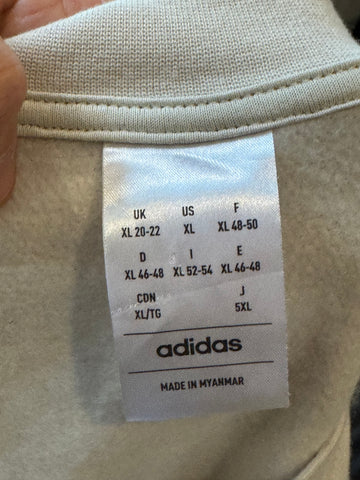 UK US F
XL 20-22 XL XL 48-50
D I E
XL 46-48 XL 52-54 XL 46-48
CDN J
XL/TG 5XL
adidas
MADE IN MYANMAR